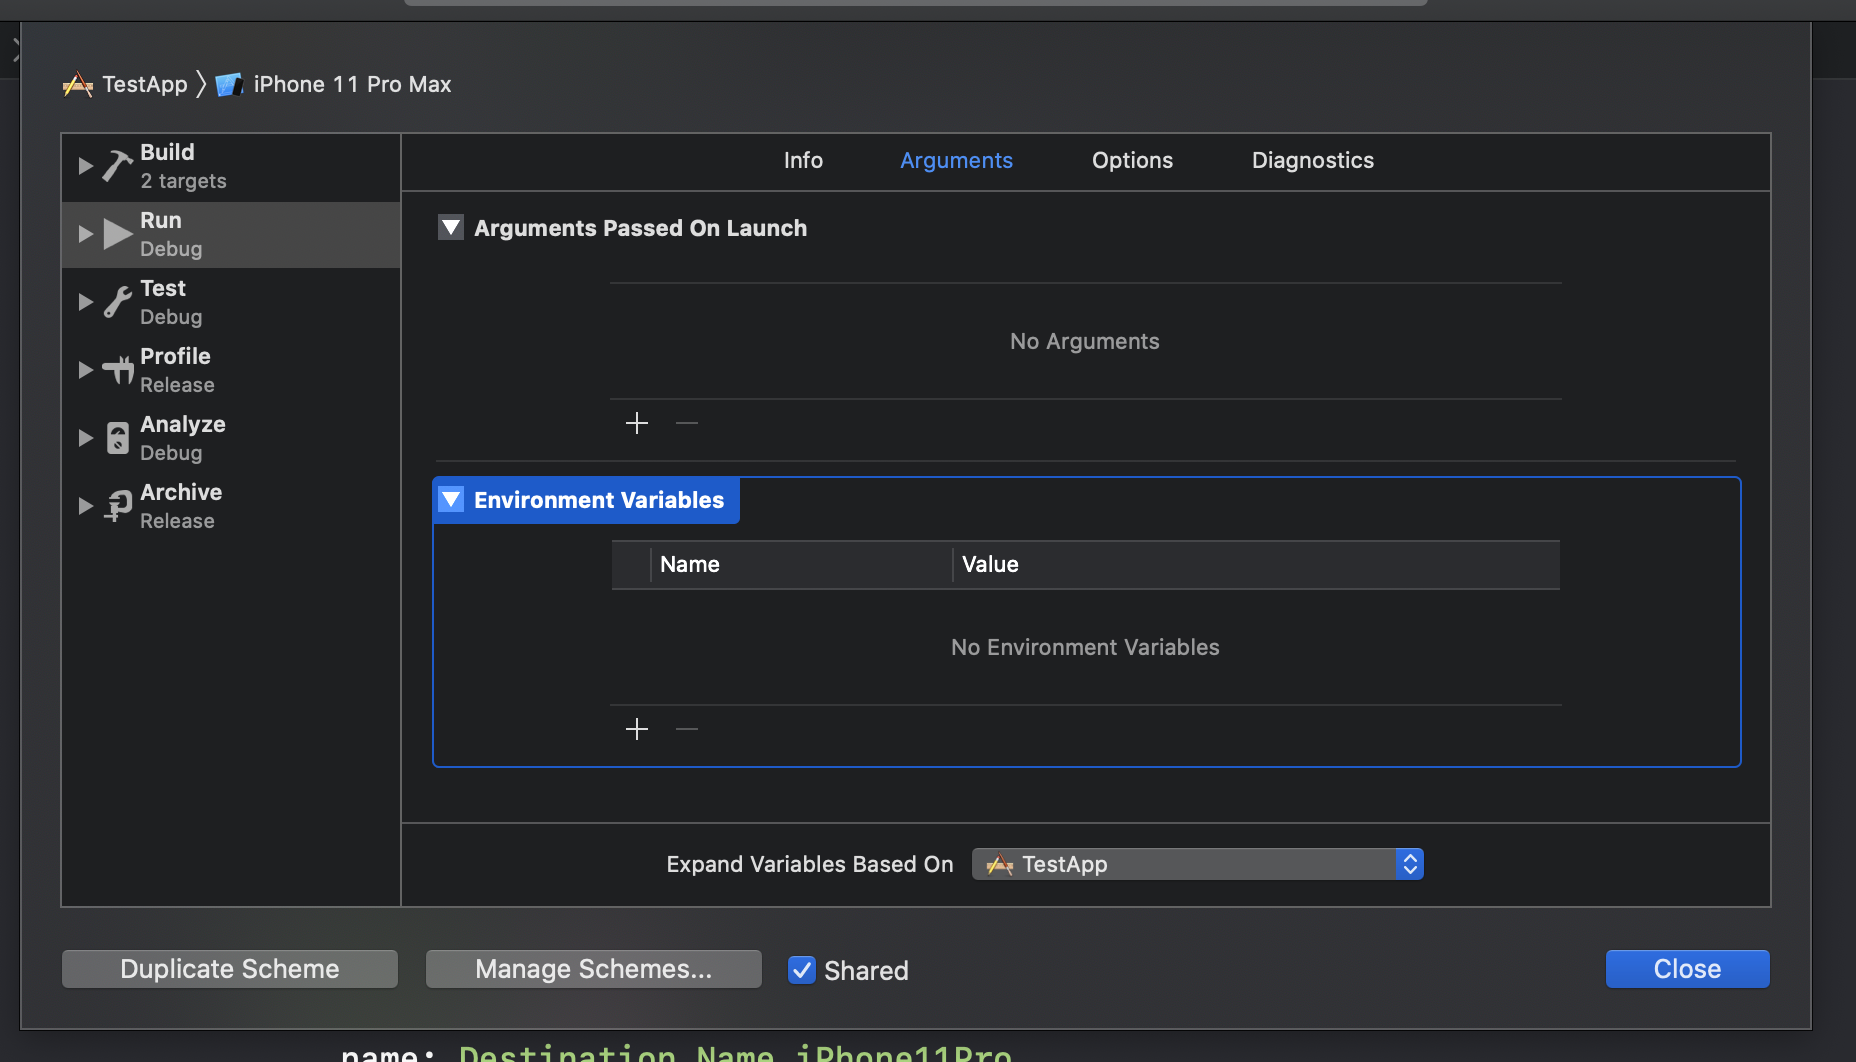 TestApp 〉 iPhone 11 Pro Max
Build
2 targets
Run
Debug
Test
Debug
Profile
Release
Analyze
Debug
Archive
Release
Info Arguments Options Diagnostics
Arguments Passed On Launch
No Arguments
Environment Variables
Name Value
No Environment Variables
Expand Variables Based On TestApp
Duplicate Scheme Manage Schemes... Shared Close
name: Destination Name iPhone11Pro